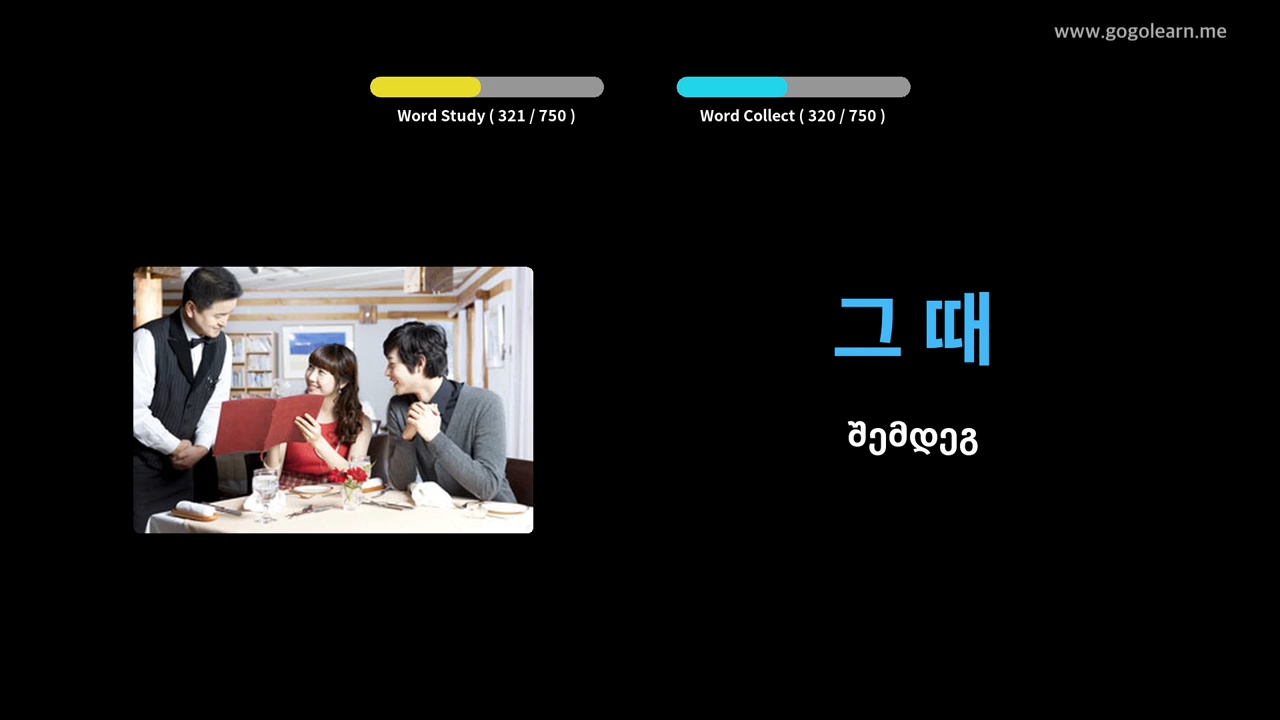 www.gogolearn.me
Word Study ( 321 / 750 )
Word Collect ( 320 / 750 )
그 때
შემდეგ